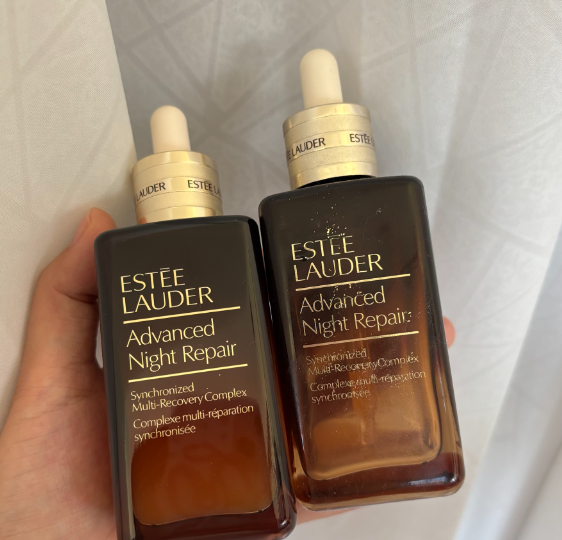 LAUDER ESTĒE
ESTĒE
LAUDER
Advanced
Night Repair
Synchronized
Multi-Recovery Complex
Complexe multi-réparation
synchronisée
LAUDER ESTĒE
ESTĒE
LAUDER
Advanced
Night Repair
Synchronized
Multi-Recovery Complex
Complexe multi-réparation
synchronisée